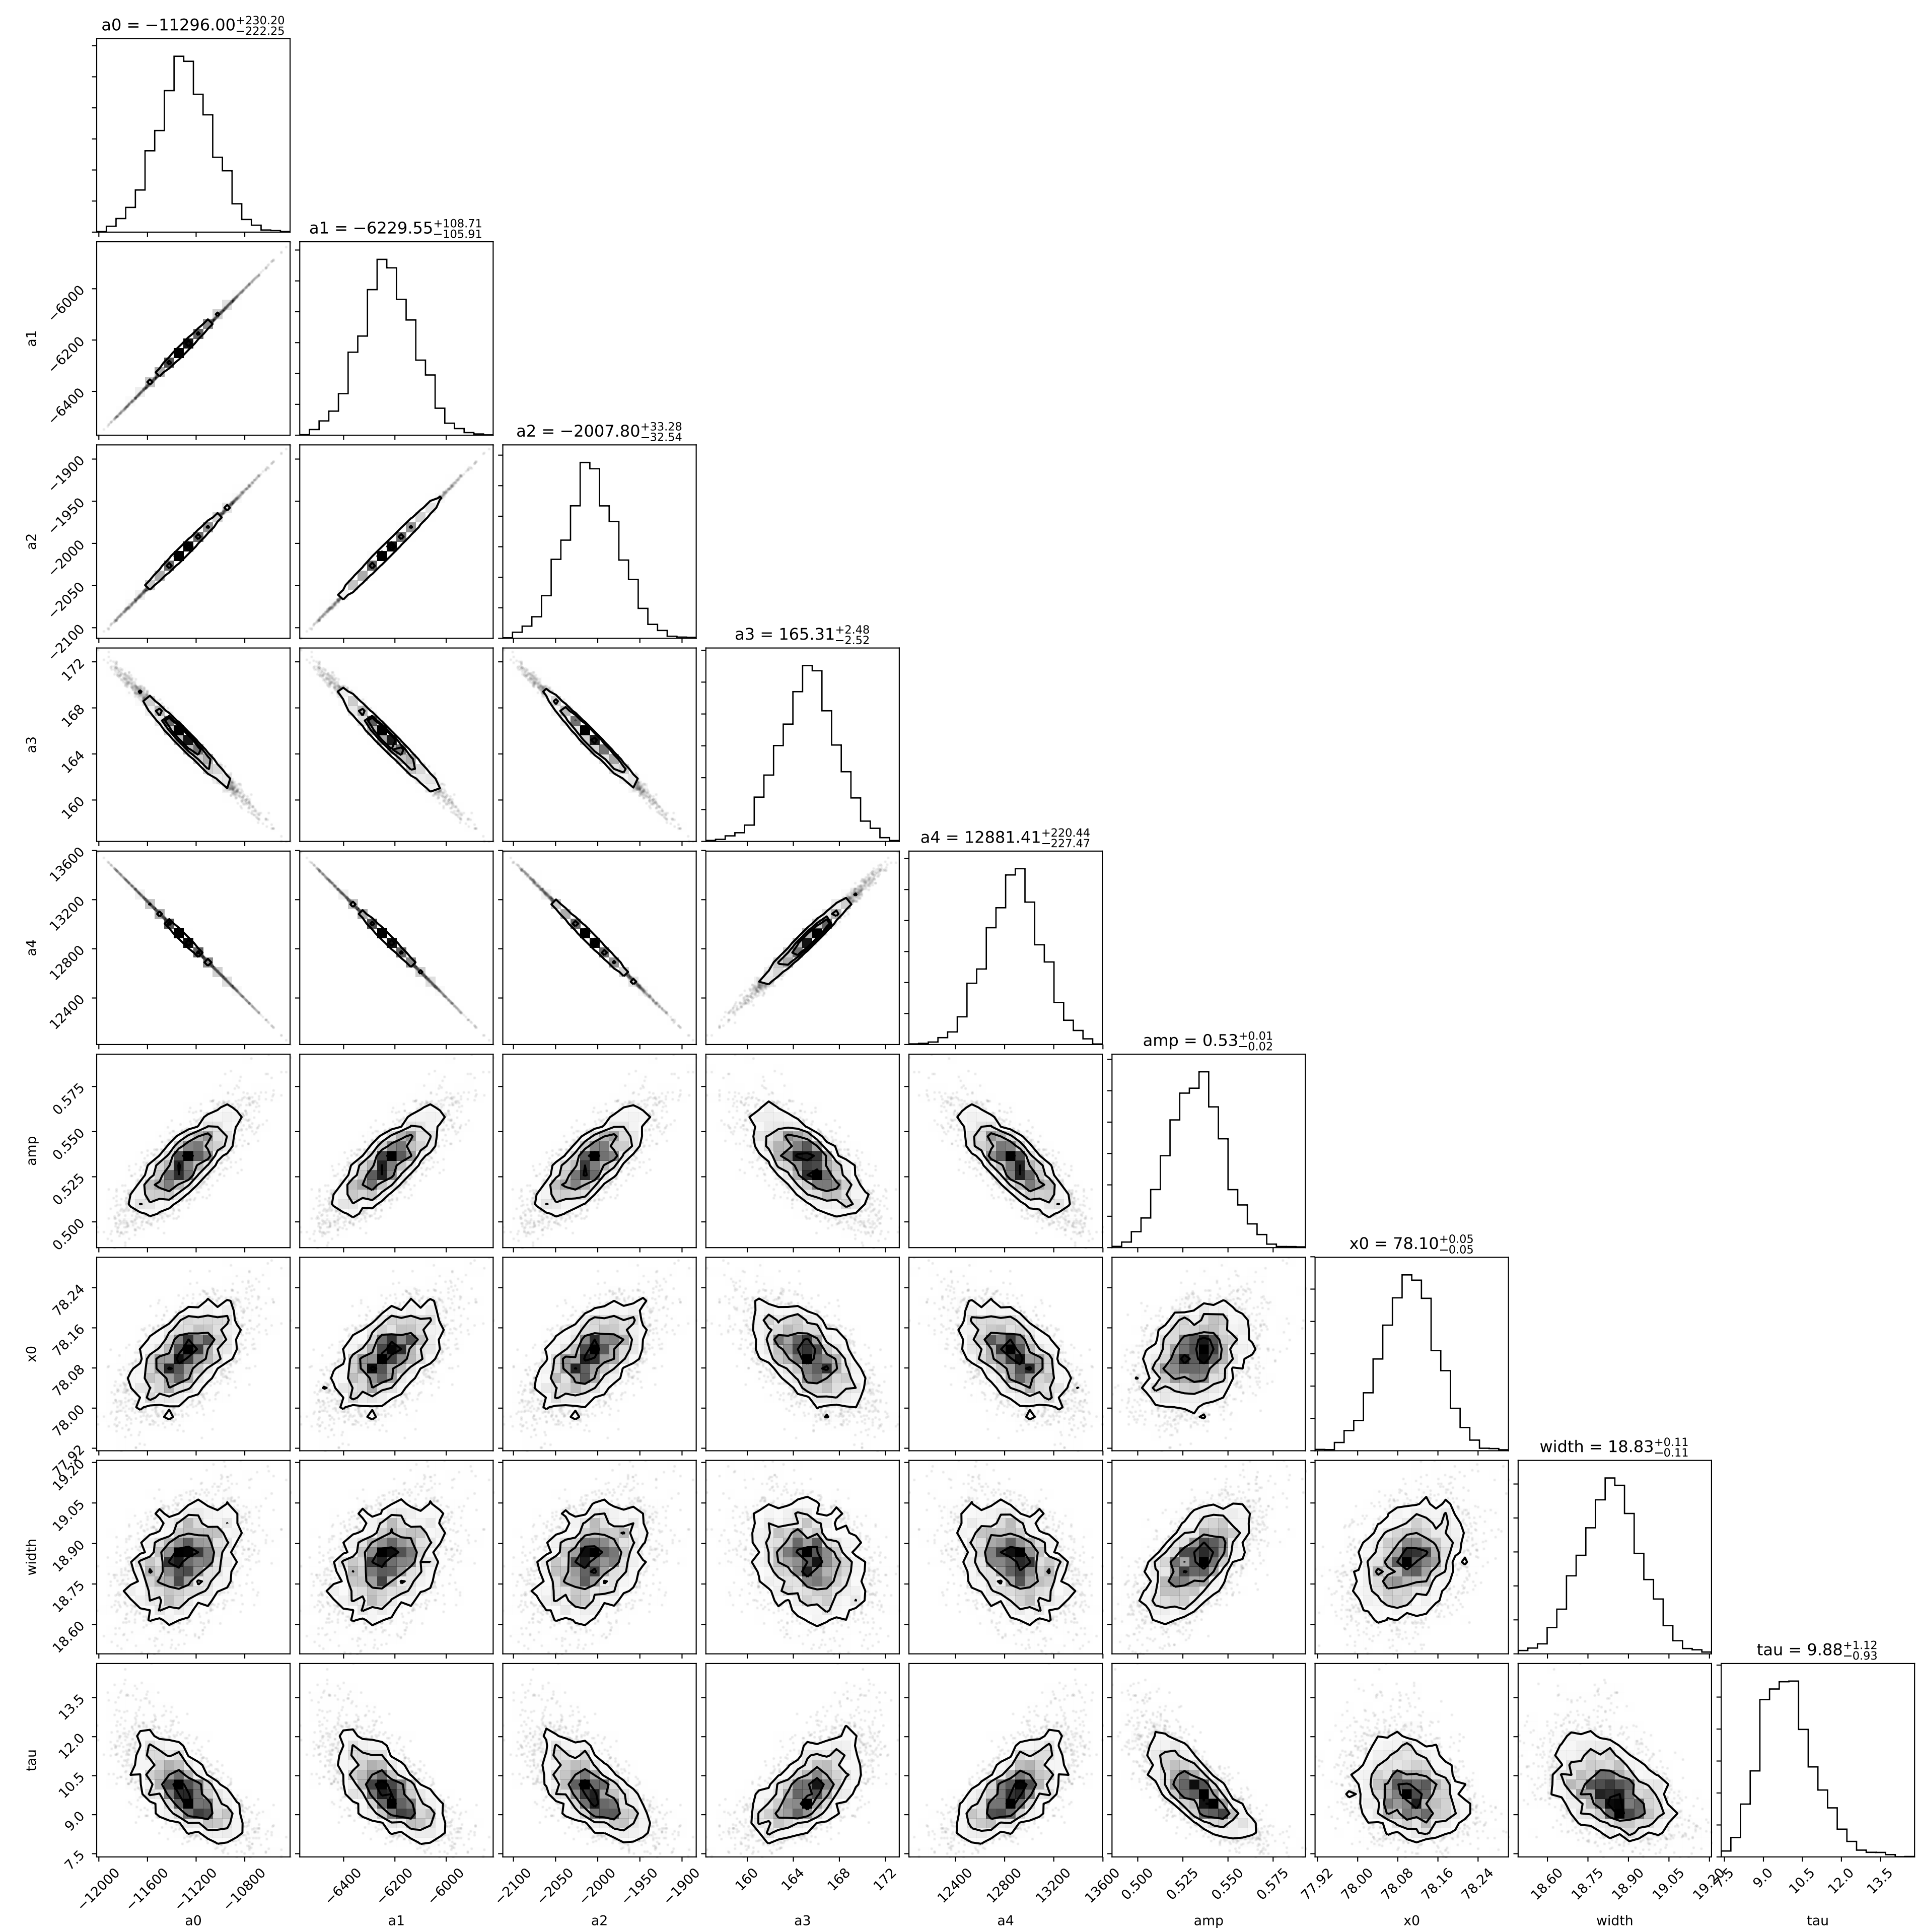 a0 = −11296.00+230.20−222.25
a1 = −6229.55+108.71−105.91
−6000
−6200
−6400
a1
a2 = −2007.80+33.28−32.54
−1900
−1950
−2000
−2050
−2100
a2
a3 = 165.31+2.48−2.52
172
168
164
160
a3
a4 = 12881.41+220.44−227.47
13600
13200
12800
12400
a4
amp = 0.53+0.01−0.02
0.575
0.550
0.525
0.500
amp
x0 = 78.10+0.05−0.05
78.24
78.16
78.08
78.00
77.92
x0
width = 18.83+0.11−0.11
19.20
19.05
18.90
18.75
18.60
width
tau = 9.88+1.12−0.93
13.5
12.0
10.5
9.0
7.5
tau
−12000 −11600 −11200 −10800 −6400 −6200 −6000 −2100 −2050 −2000 −1950 −1900 160 164 168 172 12400 12800 13200 13600 0.500 0.525 0.550 0.575 77.92 78.00 78.08 78.16 78.24 18.60 18.75 18.90 19.05 19.20 7.5 9.0 10.5 12.0 13.5
a0 a1 a2 a3 a4 amp x0 width tau